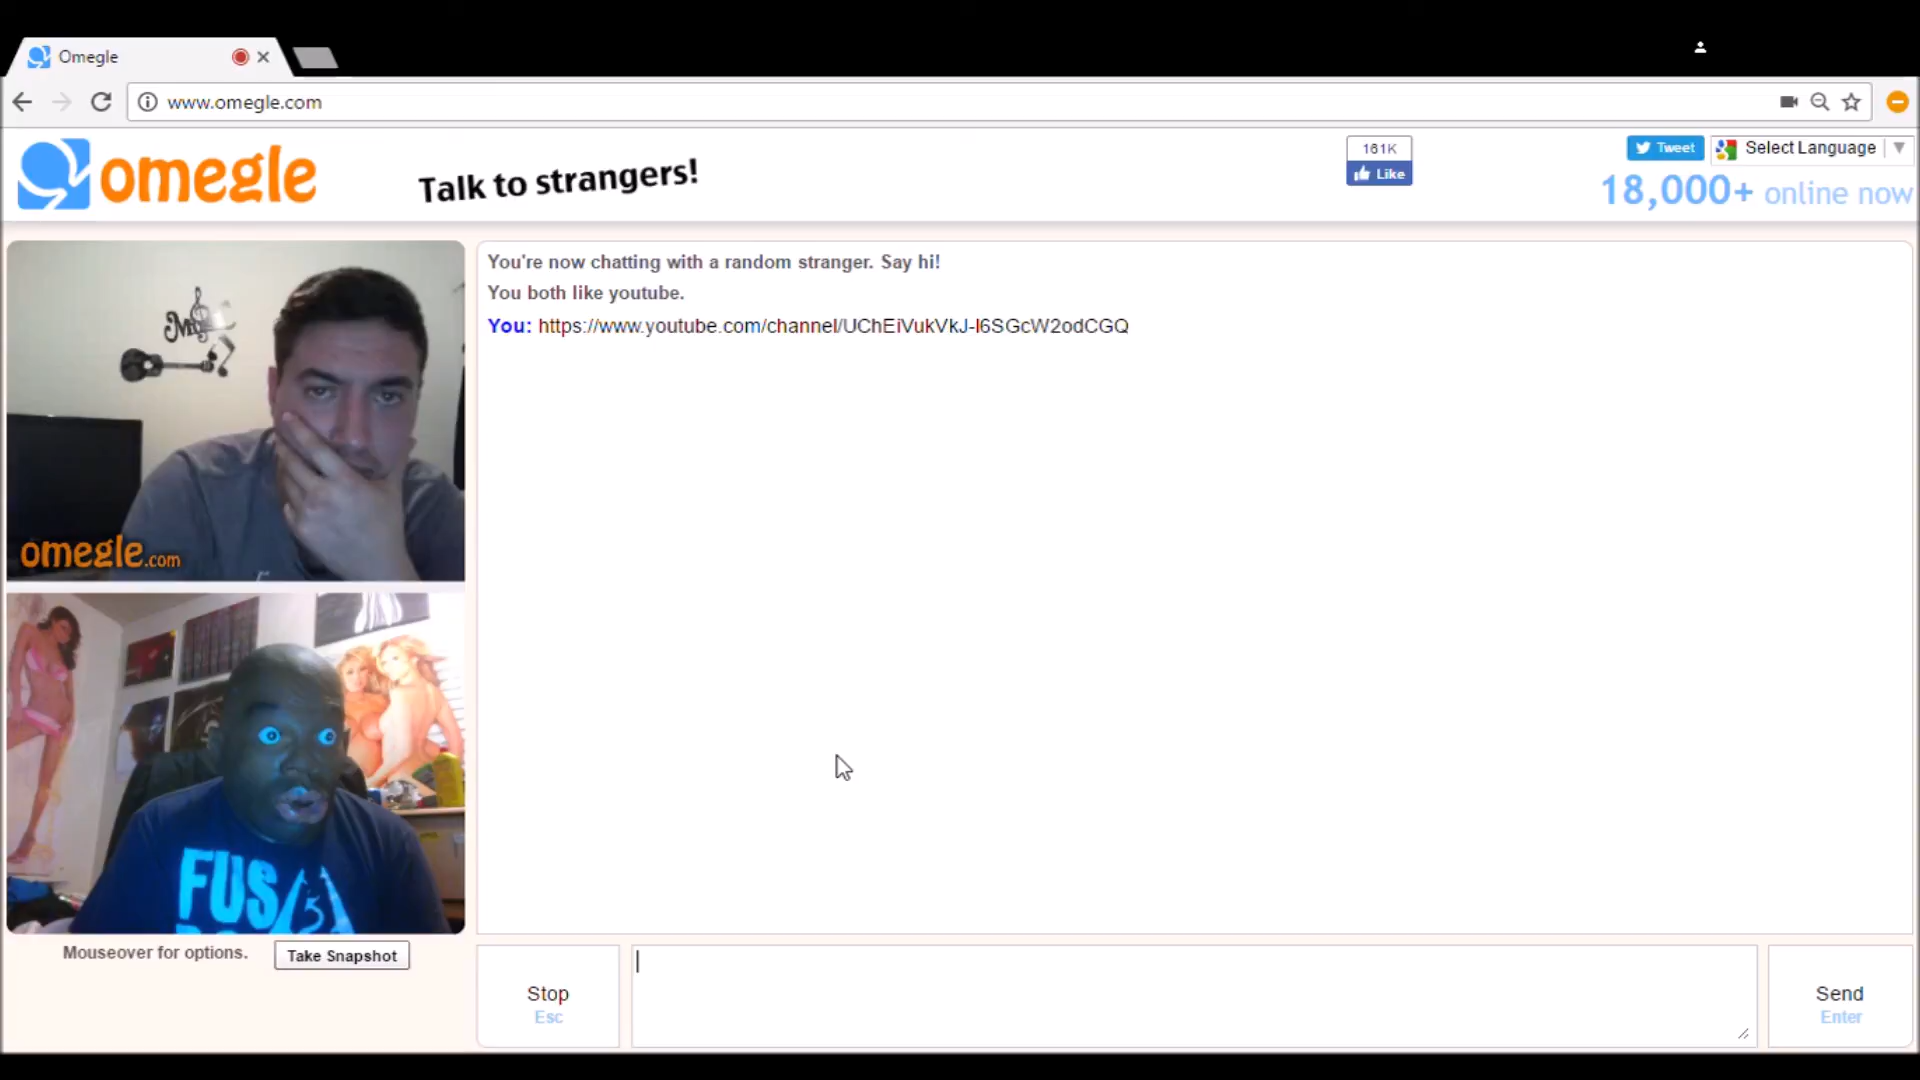 Omegle
www.omegle.com
omegle
Talk to strangers!
161K
Like
Tweet
Select Language
18,000+ online now
You're now chatting with a random stranger. Say hi!
You both like youtube.
You: https://www.youtube.com/channel/UChEiVukVkJ-I6SGcW2odCGQ
omegle.com
FUS
Mouseover for options.
Take Snapshot
Stop
Esc
Send
Enter